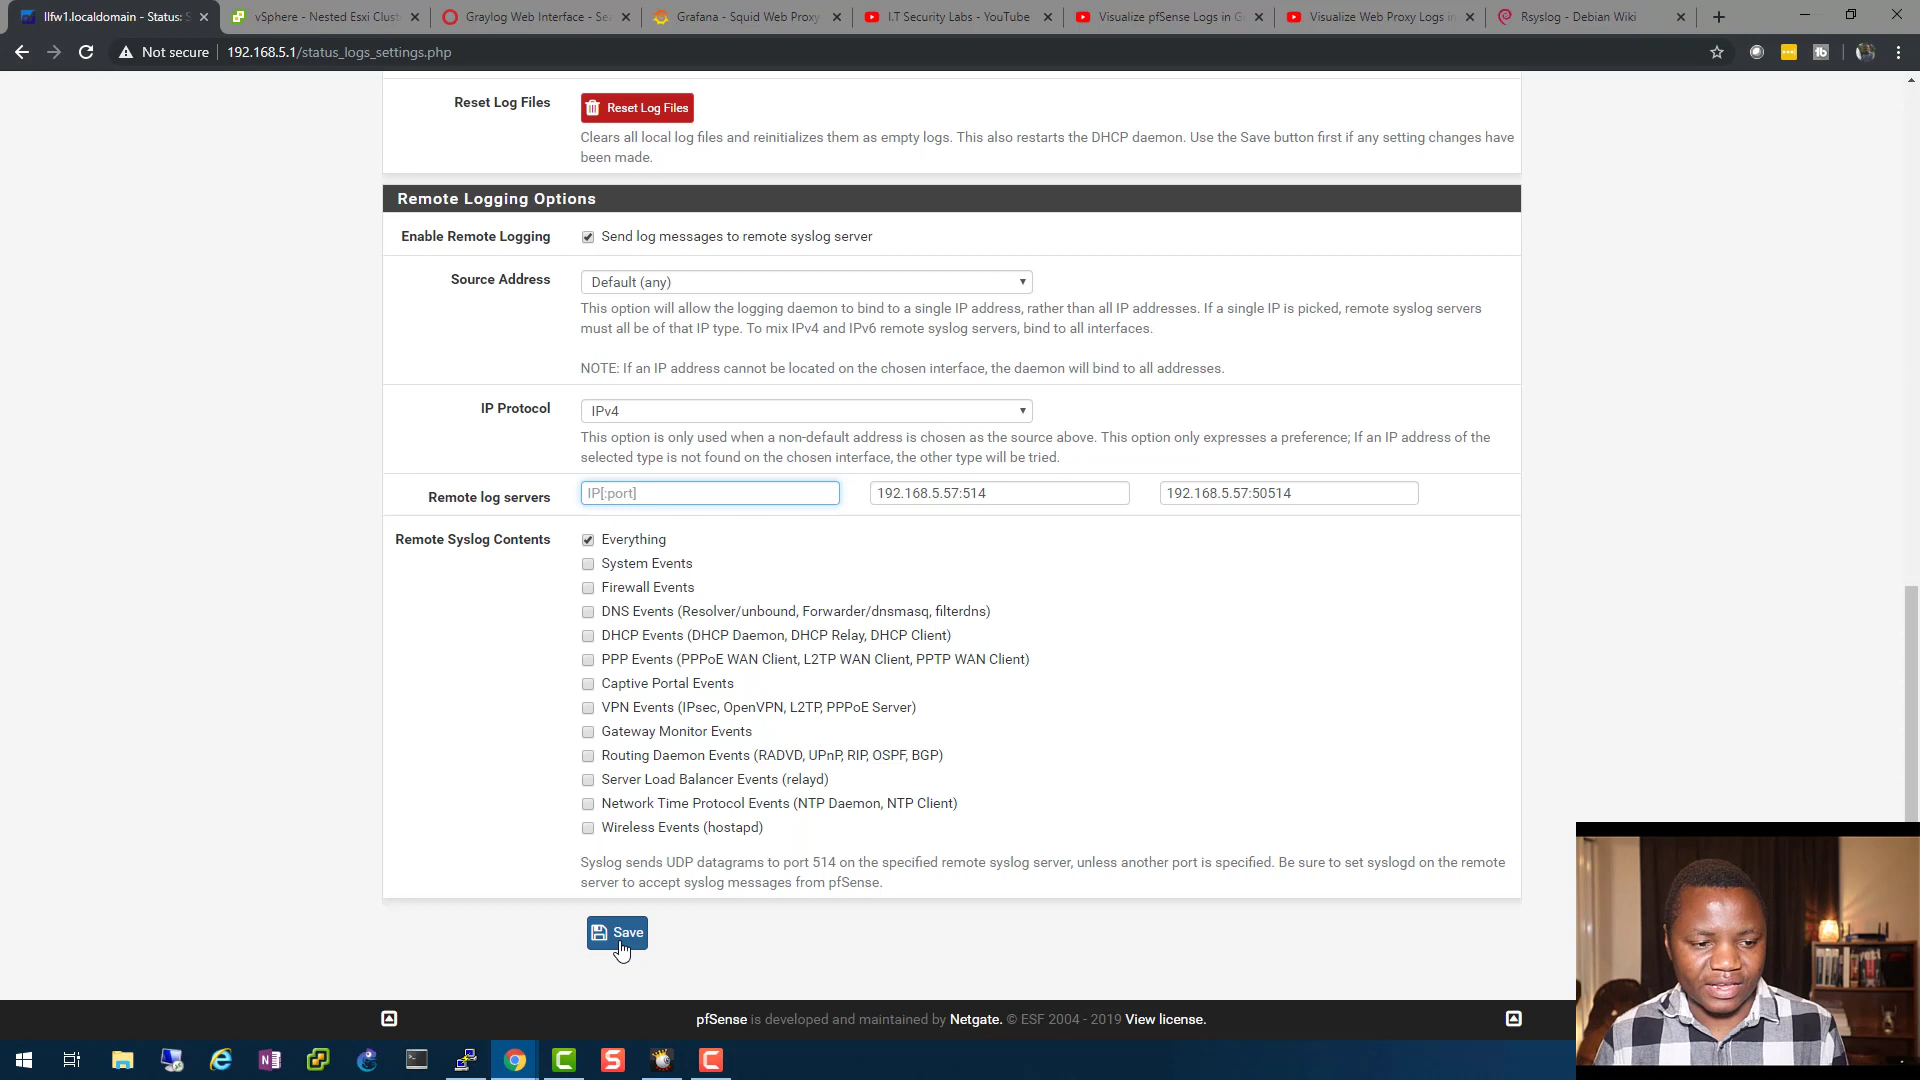 llfw1.localdomain - Status: S
vSphere - Nested Esxi Clust
Graylog Web Interface - Se
Grafana - Squid Web Proxy
I.T Security Labs - YouTube
Visualize pfSense Logs in G
Visualize Web Proxy Logs in
Rsyslog - Debian Wiki
Not secure
192.168.5.1/status_logs_settings.php
Reset Log Files
Reset Log Files
Clears all local log files and reinitializes them as empty logs. This also restarts the DHCP daemon. Use the Save button first if any setting changes have
been made.
Remote Logging Options
Enable Remote Logging
Send log messages to remote syslog server
Source Address
Default (any)
This option will allow the logging daemon to bind to a single IP address, rather than all IP addresses. If a single IP is picked, remote syslog servers
must all be of that IP type. To mix IPv4 and IPv6 remote syslog servers, bind to all interfaces.
NOTE: If an IP address cannot be located on the chosen interface, the daemon will bind to all addresses.
IP Protocol
IPv4
This option is only used when a non-default address is chosen as the source above. This option only expresses a preference; If an IP address of the
selected type is not found on the chosen interface, the other type will be tried.
Remote log servers
IP[:port]
192.168.5.57:514
192.168.5.57:50514
Remote Syslog Contents
Everything
System Events
Firewall Events
DNS Events (Resolver/unbound, Forwarder/dnsmasq, filterdns)
DHCP Events (DHCP Daemon, DHCP Relay, DHCP Client)
PPP Events (PPPoE WAN Client, L2TP WAN Client, PPTP WAN Client)
Captive Portal Events
VPN Events (IPsec, OpenVPN, L2TP, PPPoE Server)
Gateway Monitor Events
Routing Daemon Events (RADVD, UPnP, RIP, OSPF, BGP)
Server Load Balancer Events (relayd)
Network Time Protocol Events (NTP Daemon, NTP Client)
Wireless Events (hostapd)
Syslog sends UDP datagrams to port 514 on the specified remote syslog server, unless another port is specified. Be sure to set syslogd on the remote
server to accept syslog messages from pfSense.
Save
pfSense is developed and maintained by Netgate. © ESF 2004 - 2019 View license.